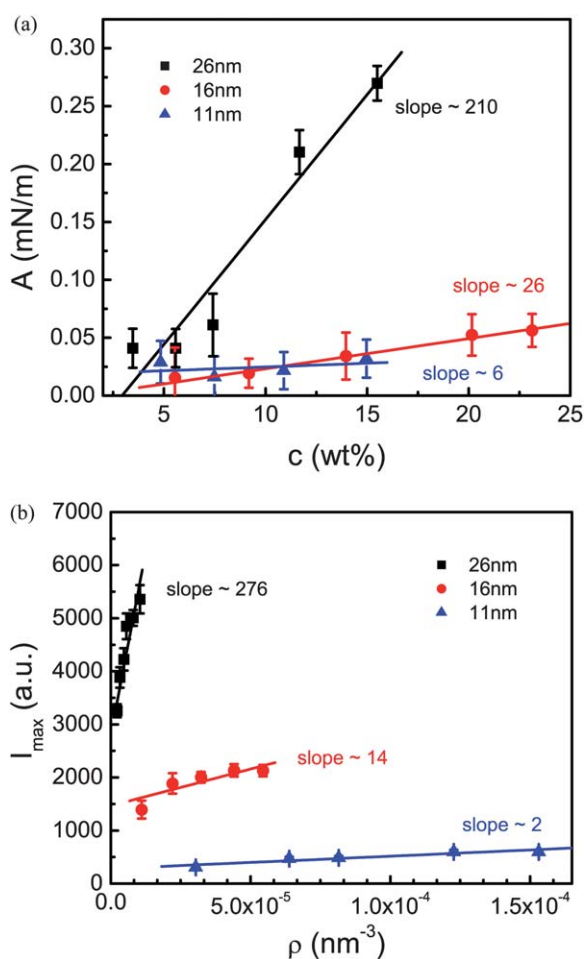 (a)
0.30
0.25
0.20
0.15
0.10
0.05
0.00
A (mN/m)
26nm
16nm
11nm
slope ~ 210
slope ~ 26
slope ~ 6
5 10 15 20 25
c (wt%)
(b)
7000
6000
5000
4000
3000
2000
1000
0
I_max (a.u.)
26nm
16nm
11nm
slope ~ 276
slope ~ 14
slope ~ 2
0.0 5.0x10⁻⁵ 1.0x10⁻⁴ 1.5x10⁻⁴
ρ (nm⁻³)